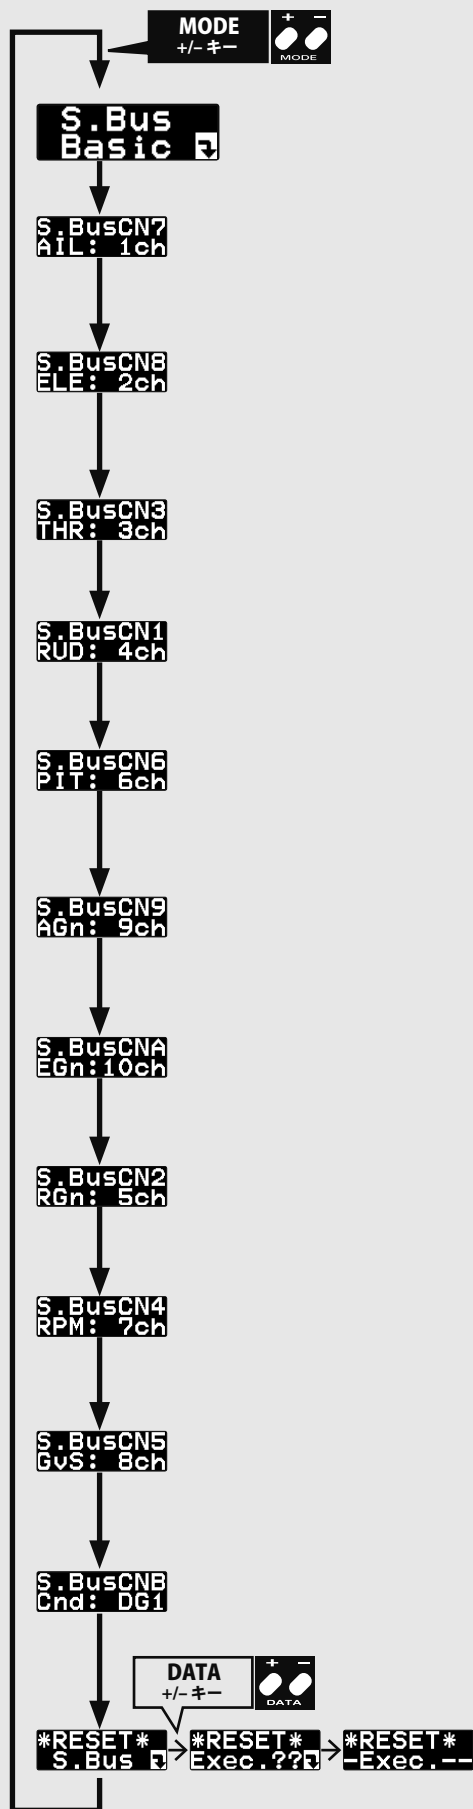 MODE
+/– キー
+ –
MODE
S.Bus
Basic
S.BusCN7
AIL: 1ch
S.BusCN8
ELE: 2ch
S.BusCN3
THR: 3ch
S.BusCN1
RUD: 4ch
S.BusCN6
PIT: 6ch
S.BusCN9
AGn: 9ch
S.BusCNA
EGn:10ch
S.BusCN2
RGn: 5ch
S.BusCN4
RPM: 7ch
S.BusCN5
GvS: 8ch
S.BusCNB
Cnd: DG1
DATA
+/– キー
+ –
DATA
*RESET*
S.Bus
*RESET*
Exec.??
*RESET*
-Exec.--